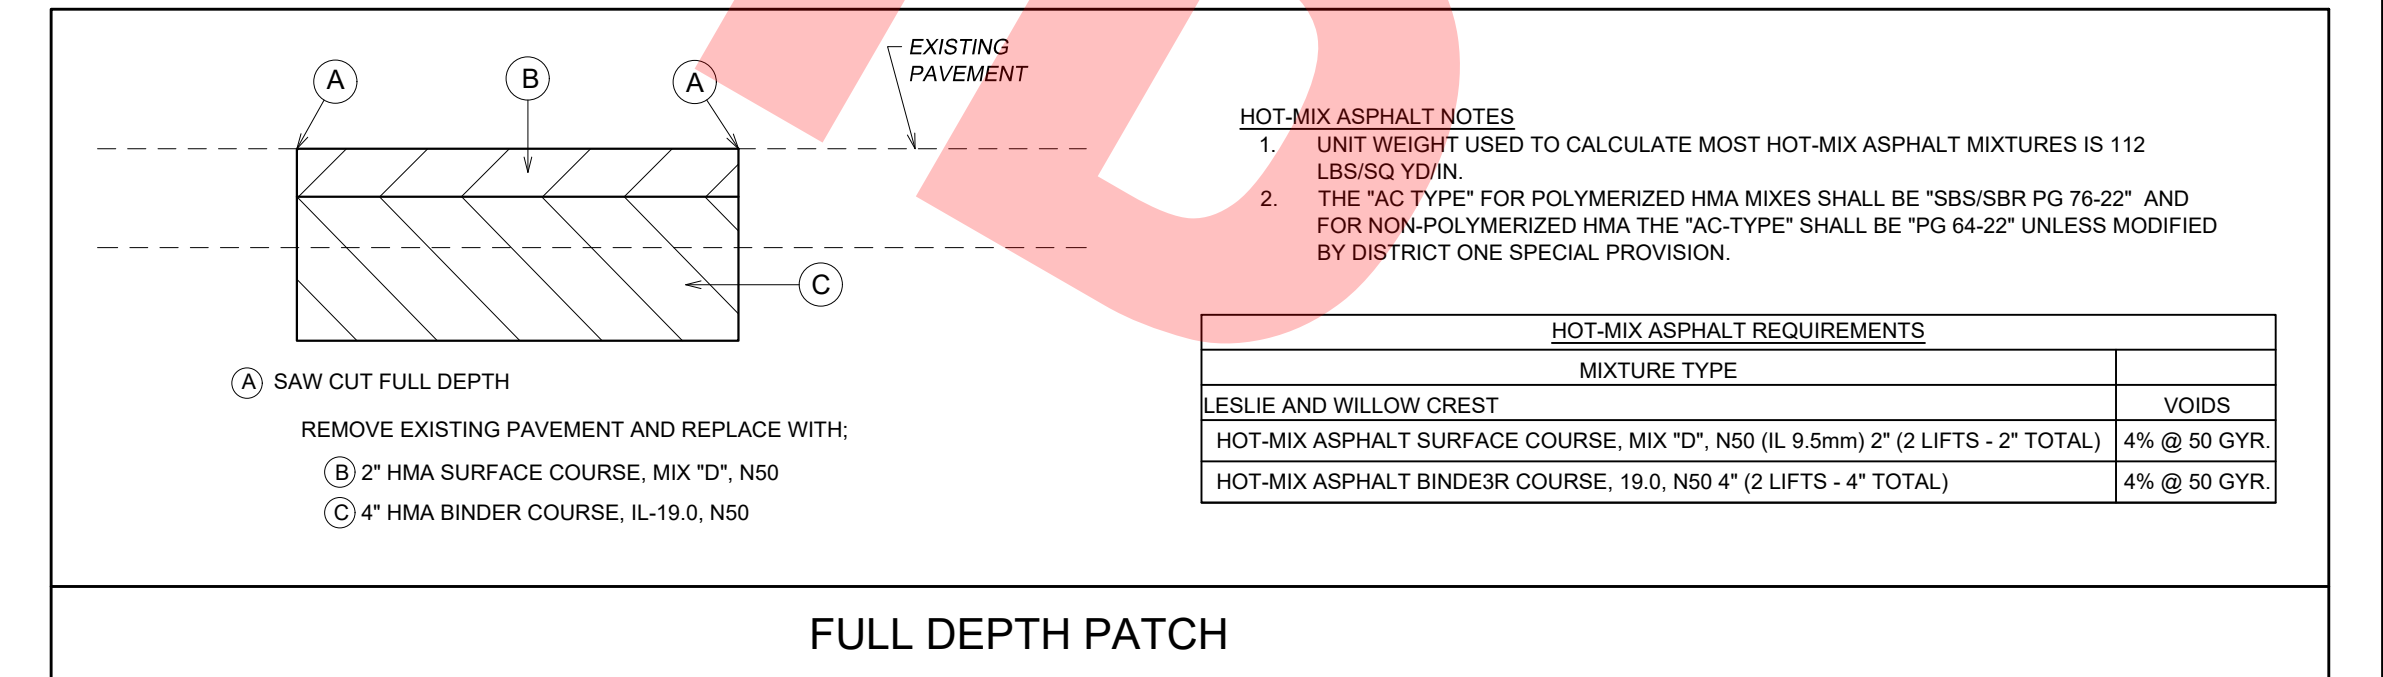 A
B
A
EXISTING
PAVEMENT
C
A SAW CUT FULL DEPTH
REMOVE EXISTING PAVEMENT AND REPLACE WITH;
B 2" HMA SURFACE COURSE, MIX "D", N50
C 4" HMA BINDER COURSE, IL-19.0, N50
HOT-MIX ASPHALT NOTES
1. UNIT WEIGHT USED TO CALCULATE MOST HOT-MIX ASPHALT MIXTURES IS 112
LBS/SQ YD/IN.
2. THE "AC TYPE" FOR POLYMERIZED HMA MIXES SHALL BE "SBS/SBR PG 76-22" AND
FOR NON-POLYMERIZED HMA THE "AC-TYPE" SHALL BE "PG 64-22" UNLESS MODIFIED
BY DISTRICT ONE SPECIAL PROVISION.
HOT-MIX ASPHALT REQUIREMENTS
MIXTURE TYPE
LESLIE AND WILLOW CREST VOIDS
HOT-MIX ASPHALT SURFACE COURSE, MIX "D", N50 (IL 9.5mm) 2" (2 LIFTS - 2" TOTAL) 4% @ 50 GYR.
HOT-MIX ASPHALT BINDE3R COURSE, 19.0, N50 4" (2 LIFTS - 4" TOTAL) 4% @ 50 GYR.
FULL DEPTH PATCH